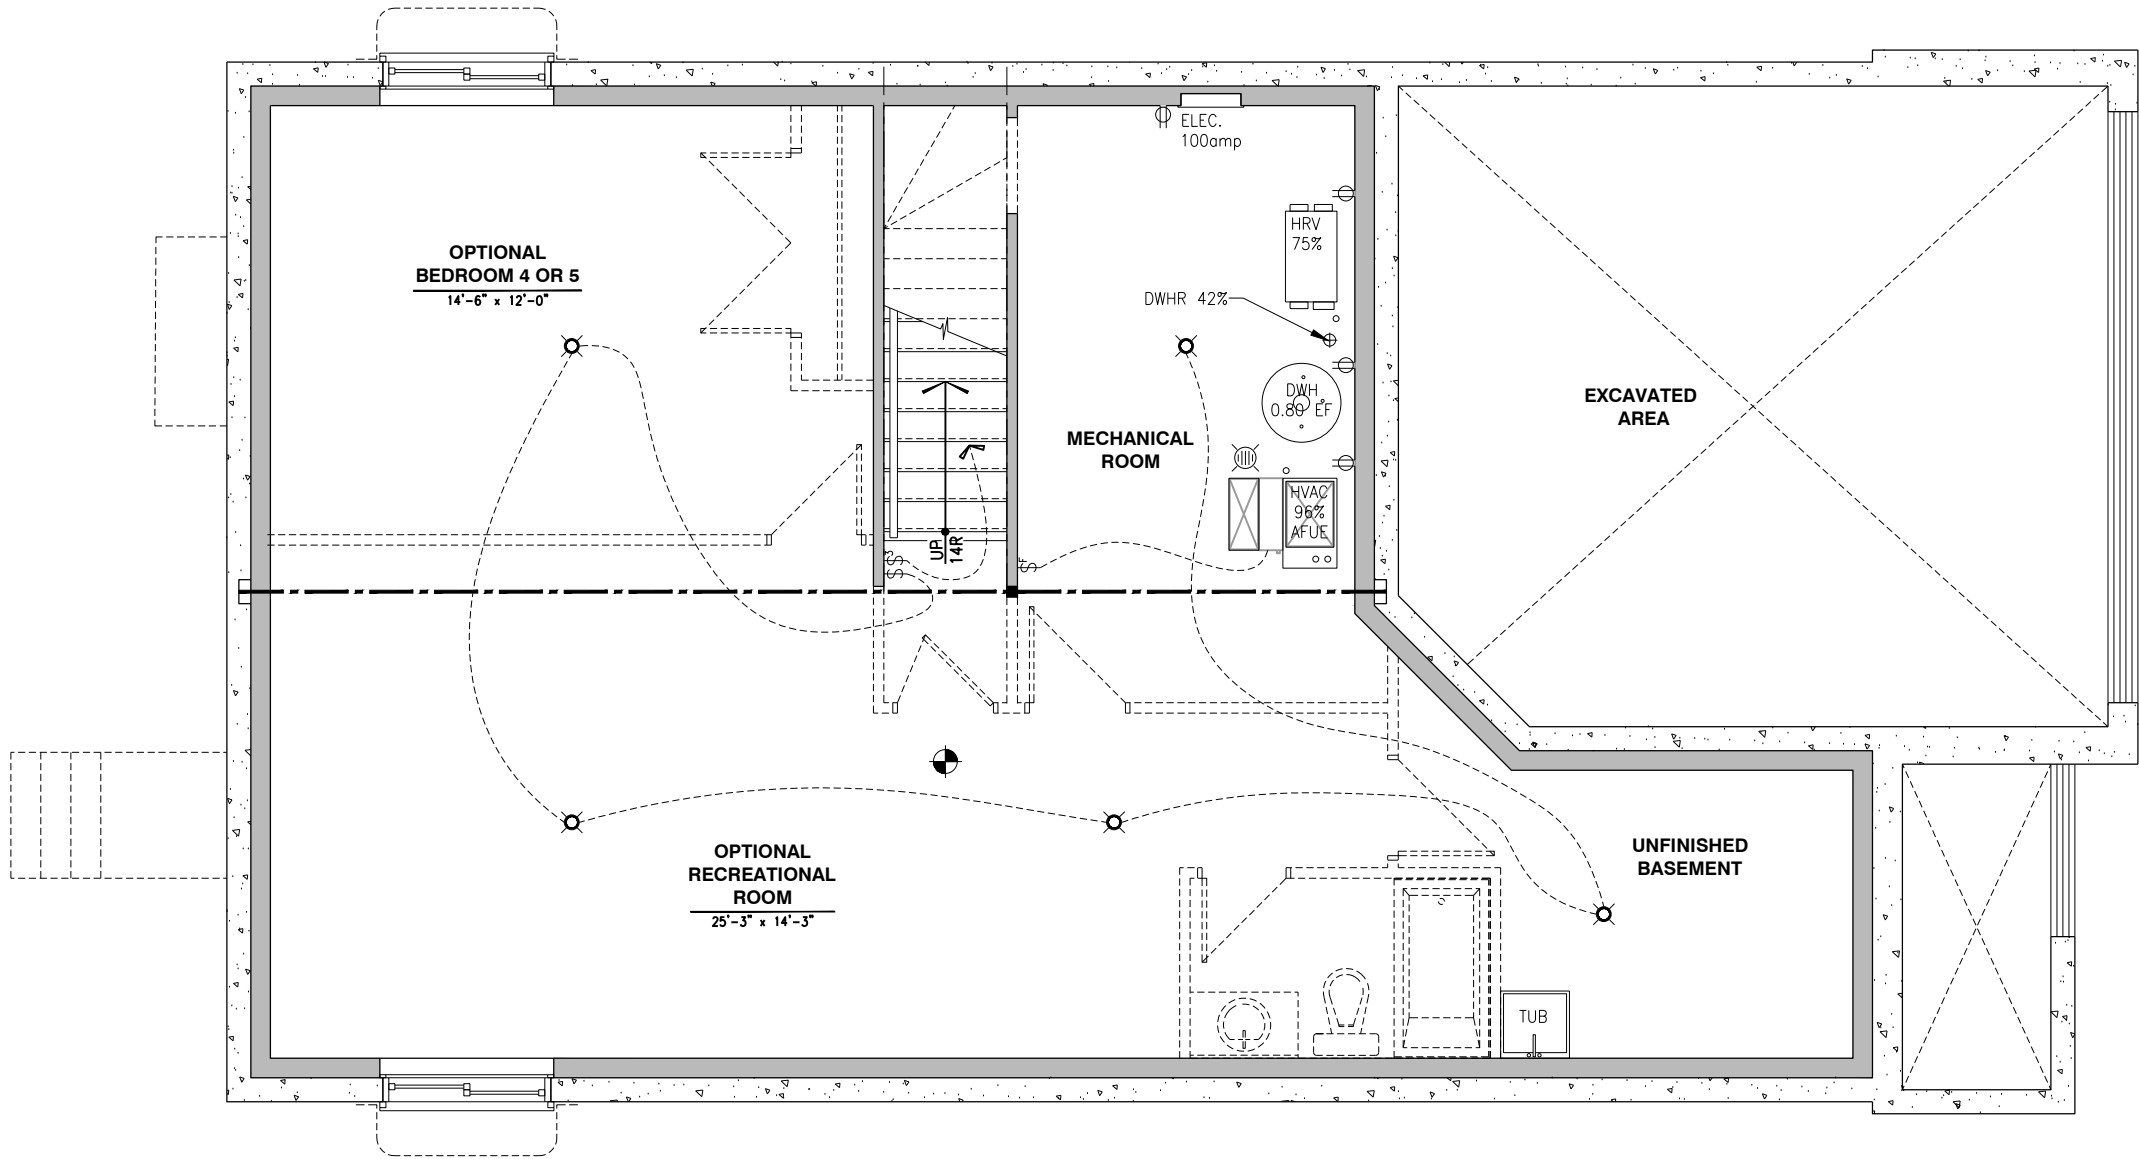 ELEC.
100amp
HRV
75%
OPTIONAL
BEDROOM 4 OR 5
14'-6" x 12'-0"
DWHR 42%
DWH
0.80 EF
EXCAVATED
AREA
MECHANICAL
ROOM
HVAC
96%
AFUE
UP
14R
S S3
SF
OPTIONAL
RECREATIONAL
ROOM
25'-3" x 14'-3"
UNFINISHED
BASEMENT
TUB